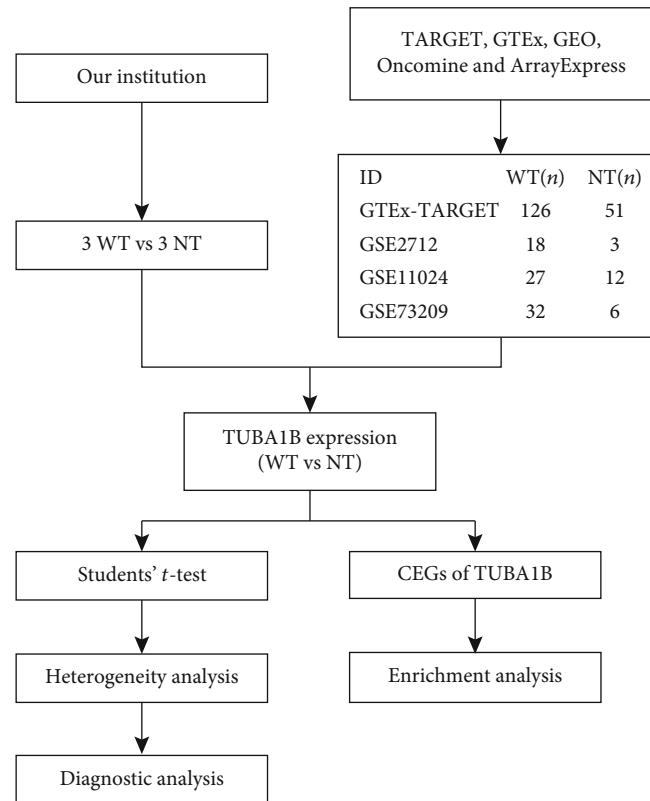 Our institution
TARGET, GTEx, GEO,
Oncomine and ArrayExpress
3 WT vs 3 NT
ID WT(n) NT(n)
GTEx-TARGET 126 51
GSE2712 18 3
GSE11024 27 12
GSE73209 32 6
TUBA1B expression
(WT vs NT)
Students’ t-test
CEGs of TUBA1B
Heterogeneity analysis
Enrichment analysis
Diagnostic analysis